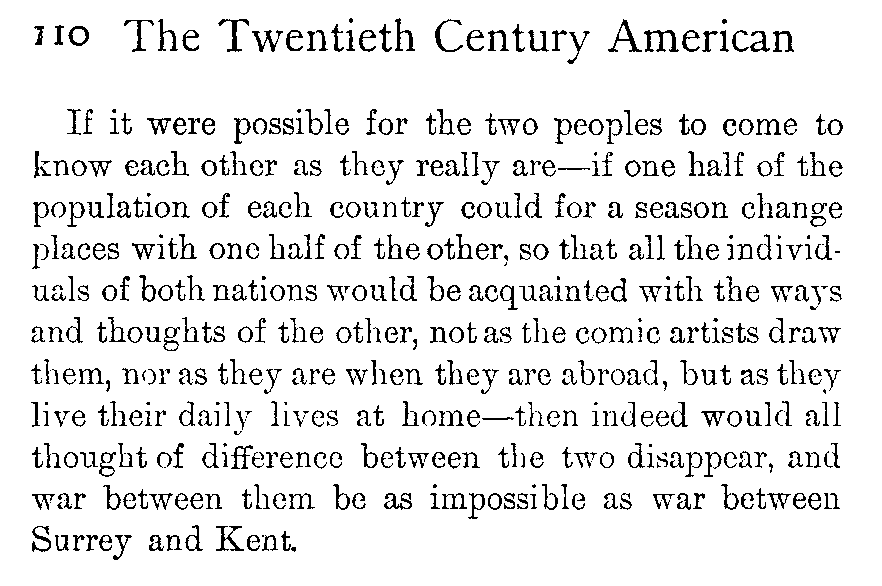 110 The Twentieth Century American
If it were possible for the two peoples to come to
know each other as they really are—if one half of the
population of each country could for a season change
places with one half of the other, so that all the individ-
uals of both nations would be acquainted with the ways
and thoughts of the other, not as the comic artists draw
them, nor as they are when they are abroad, but as they
live their daily lives at home—then indeed would all
thought of difference between the two disappear, and
war between them be as impossible as war between
Surrey and Kent.